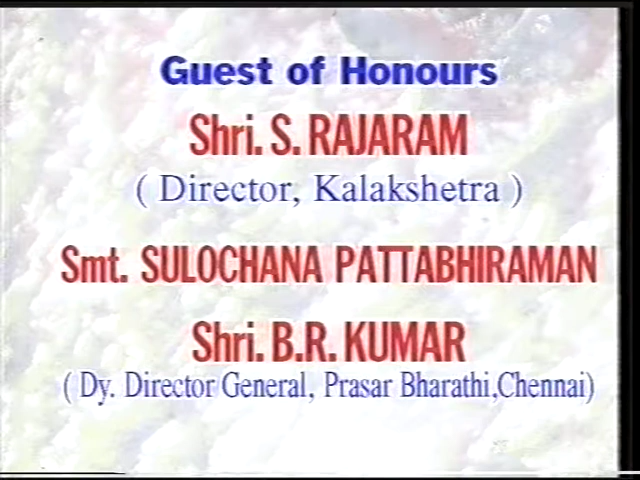 Guest of Honours
Shri. S. RAJARAM
( Director, Kalakshetra )
Smt. SULOCHANA PATTABHIRAMAN
Shri. B.R. KUMAR
( Dy. Director General, Prasar Bharathi,Chennai)